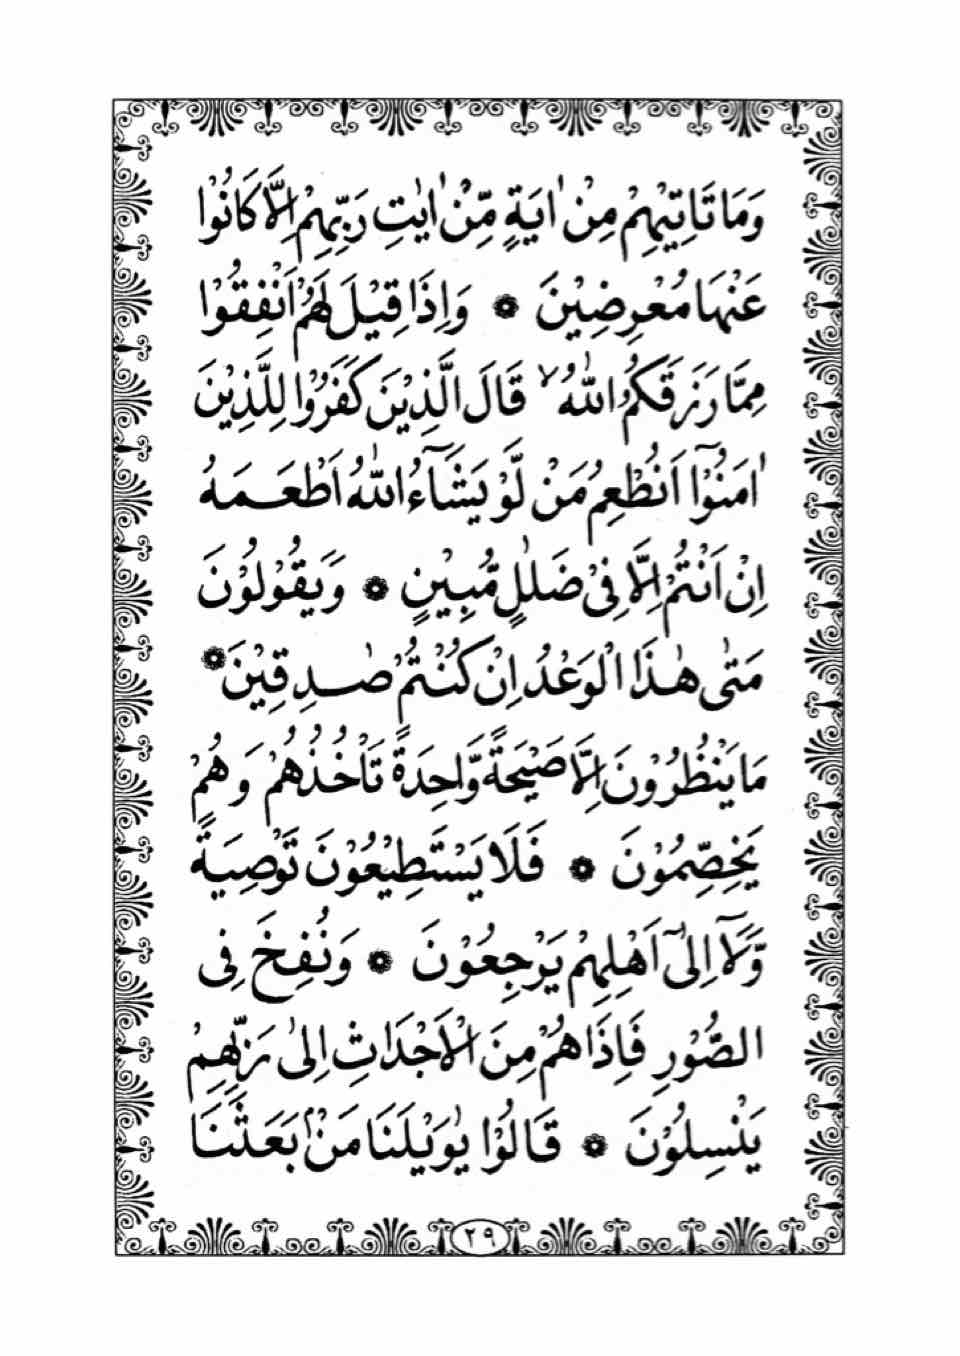 وَمَا تَاْتِيْهِمْ مِنْ اٰيَةٍ مِّنْ اٰيٰتِ رَبِّهِمْ اِلَّا كَانُوْا
عَنْهَا مُعْرِضِيْنَ ۞ وَاِذَا قِيْلَ لَهُمْ اَنْفِقُوْا
مِمَّا رَزَقَكُمُ اللّٰهُ ۙ قَالَ الَّذِيْنَ كَفَرُوْا لِلَّذِيْنَ
اٰمَنُوْٓا اَنُطْعِمُ مَنْ لَّوْ يَشَآءُ اللّٰهُ اَطْعَمَهٗ
اِنْ اَنْتُمْ اِلَّا فِيْ ضَلٰلٍ مُّبِيْنٍ ۞ وَيَقُوْلُوْنَ
مَتٰى هٰذَا الْوَعْدُ اِنْ كُنْتُمْ صٰدِقِيْنَ ۞
مَا يَنْظُرُوْنَ اِلَّا صَيْحَةً وَّاحِدَةً تَاْخُذُهُمْ وَهُمْ
يَخِصِّمُوْنَ ۞ فَلَا يَسْتَطِيْعُوْنَ تَوْصِيَةً
وَّلَآ اِلٰٓى اَهْلِهِمْ يَرْجِعُوْنَ ۞ وَنُفِخَ فِي
الصُّوْرِ فَاِذَا هُمْ مِنَ الْاَجْدَاثِ اِلٰى رَبِّهِمْ
يَنْسِلُوْنَ ۞ قَالُوْا يٰوَيْلَنَا مَنْۢ بَعَثَنَا
٢٩